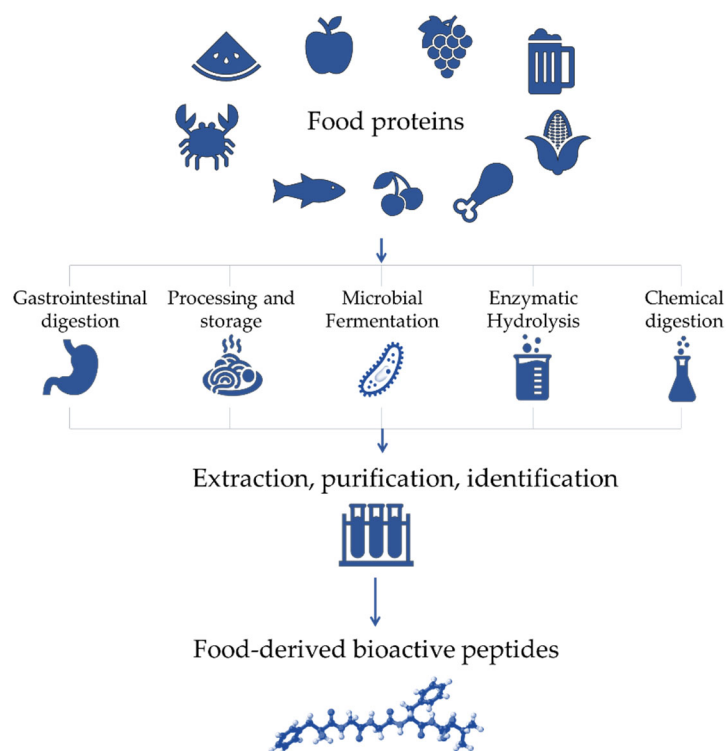 Food proteins
Gastrointestinal
digestion
Processing and
storage
Microbial
Fermentation
Enzymatic
Hydrolysis
Chemical
digestion
Extraction, purification, identification
Food-derived bioactive peptides